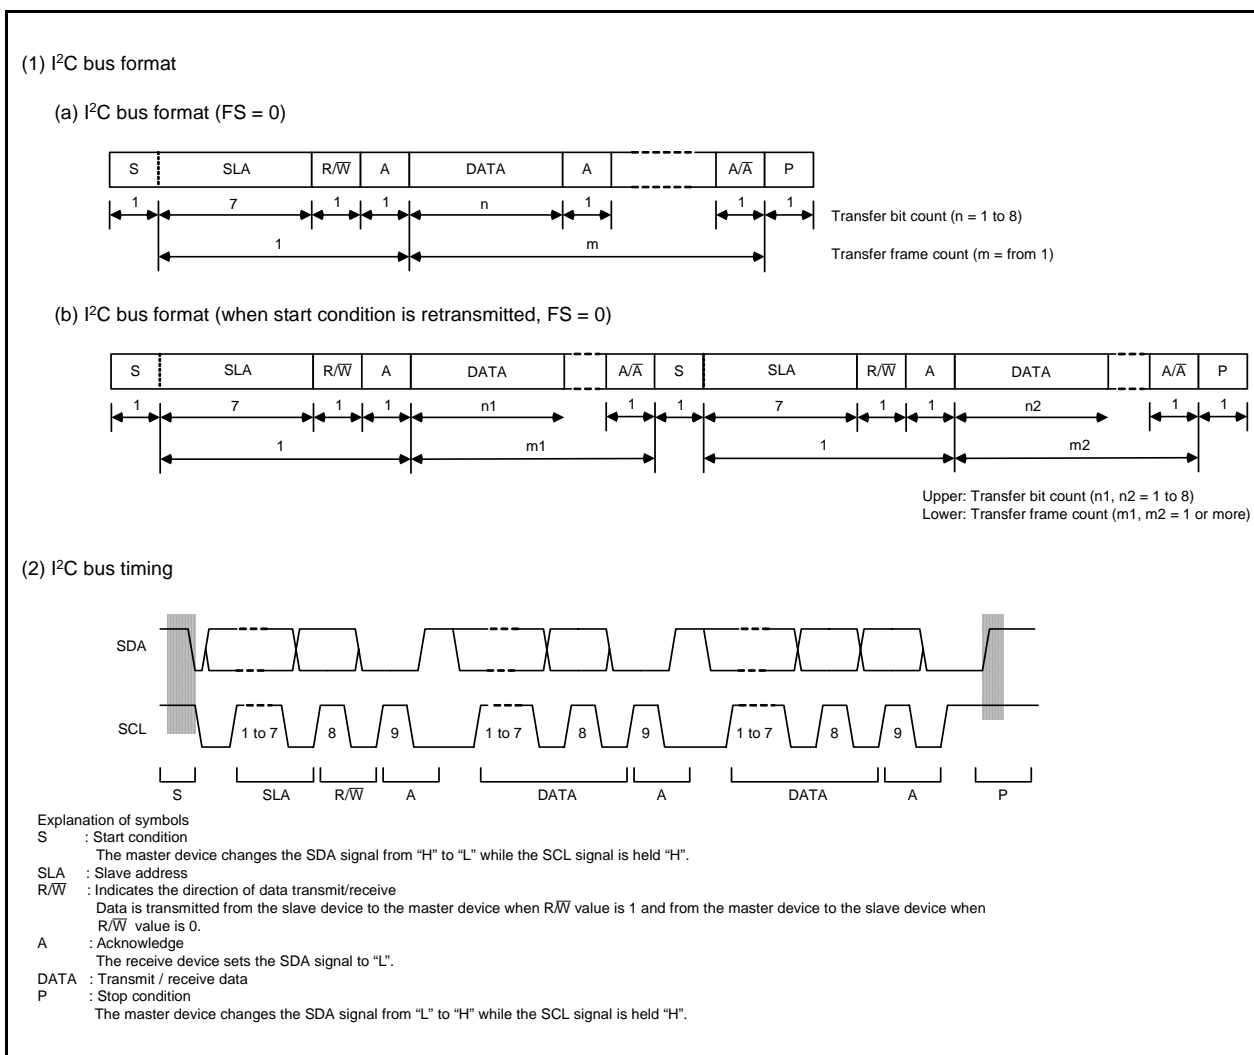 (1) I²C bus format
(a) I²C bus format (FS = 0)
S SLA R/W̅ A DATA A A/A̅ P
1 7 1 1 n 1 1 1
Transfer bit count (n = 1 to 8)
1 m
Transfer frame count (m = from 1)
(b) I²C bus format (when start condition is retransmitted, FS = 0)
S SLA R/W̅ A DATA A/A̅ S SLA R/W̅ A DATA A/A̅ P
1 7 1 1 n1 1 1 7 1 1 n2 1 1
1 m1 1 m2
Upper: Transfer bit count (n1, n2 = 1 to 8)
Lower: Transfer frame count (m1, m2 = 1 or more)
(2) I²C bus timing
SDA
SCL 1 to 7 8 9 1 to 7 8 9 1 to 7 8 9
S SLA R/W̅ A DATA A DATA A P
Explanation of symbols
S : Start condition
The master device changes the SDA signal from “H” to “L” while the SCL signal is held “H”.
SLA : Slave address
R/W̅ : Indicates the direction of data transmit/receive
Data is transmitted from the slave device to the master device when R/W̅ value is 1 and from the master device to the slave device when
R/W̅ value is 0.
A : Acknowledge
The receive device sets the SDA signal to “L”.
DATA : Transmit / receive data
P : Stop condition
The master device changes the SDA signal from “L” to “H” while the SCL signal is held “H”.